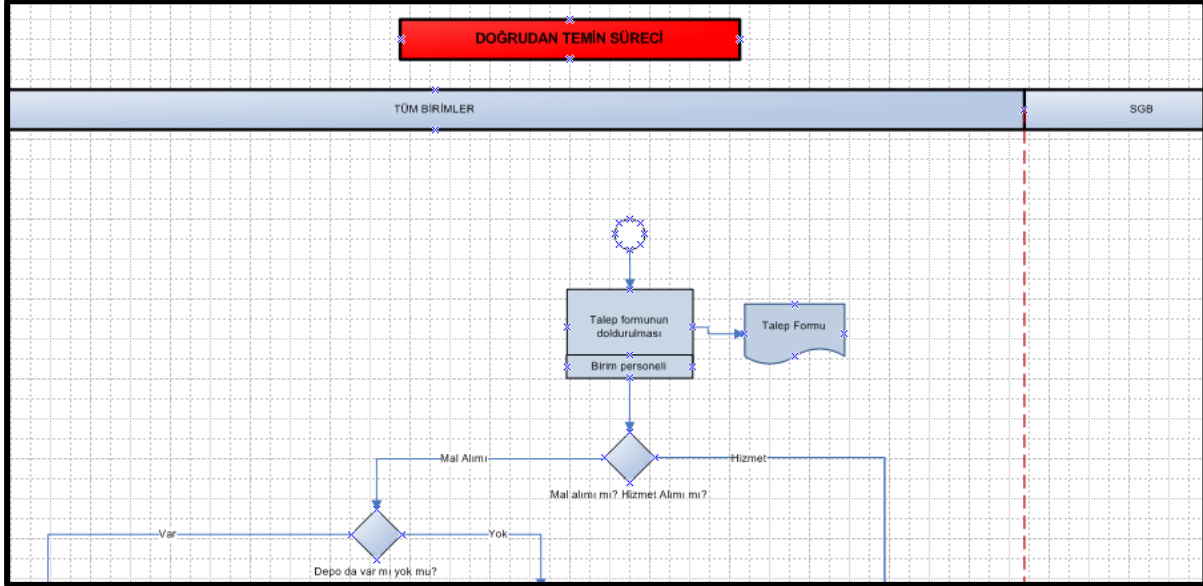 DOĞRUDAN TEMİN SÜRECİ
TÜM BİRİMLER
SGB
Talep formunun
doldurulması
Talep Formu
Birim personeli
Mal Alımı
Hizmet
Mal alımı mı? Hizmet Alımı mı?
Var
Yok
Depo da var mı yok mu?